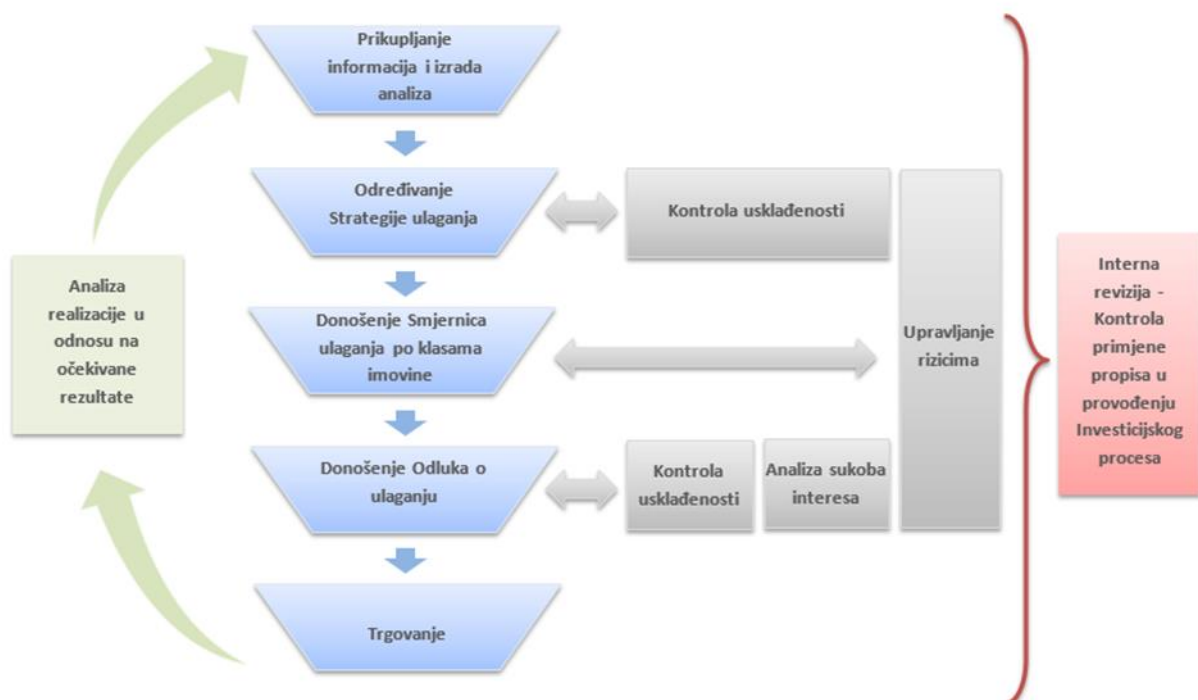 Prikupljanje
informacija i izrada
analiza
Određivanje
Strategije ulaganja
Kontrola usklađenosti
Analiza
realizacije u
odnosu na
očekivane
rezultate
Donošenje Smjernica
ulaganja po klasama
imovine
Upravljanje
rizicima
Interna
revizija -
Kontrola
primjene
propisa u
provođenju
Investicijskog
procesa
Donošenje Odluka o
ulaganju
Kontrola
usklađenosti
Analiza sukoba
interesa
Trgovanje